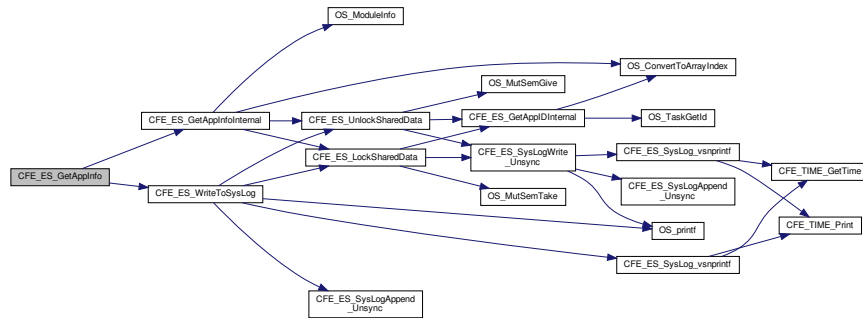 OS_ModuleInfo
OS_ConvertToArrayIndex
OS_MutSemGive
CFE_ES_GetAppInfoInternal
CFE_ES_UnlockSharedData
CFE_ES_GetAppIDInternal
OS_TaskGetId
CFE_ES_LockSharedData
CFE_ES_SysLogWrite
_Unsync
CFE_ES_SysLog_vsnprintf
CFE_TIME_GetTime
CFE_ES_GetAppInfo
CFE_ES_WriteToSysLog
OS_MutSemTake
CFE_ES_SysLogAppend
_Unsync
OS_printf
CFE_TIME_Print
CFE_ES_SysLog_vsnprintf
CFE_ES_SysLogAppend
_Unsync